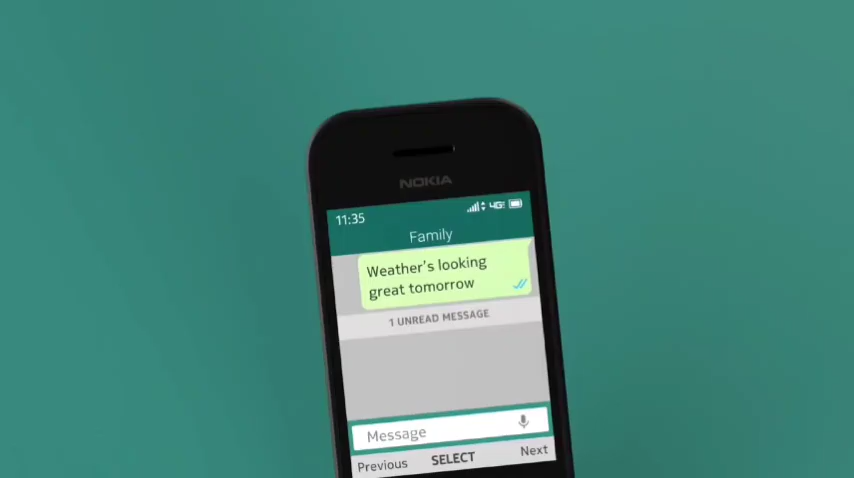 NOKIA
11:35 4G
Family
Weather's looking
great tomorrow
1 UNREAD MESSAGE
Message
Previous SELECT Next